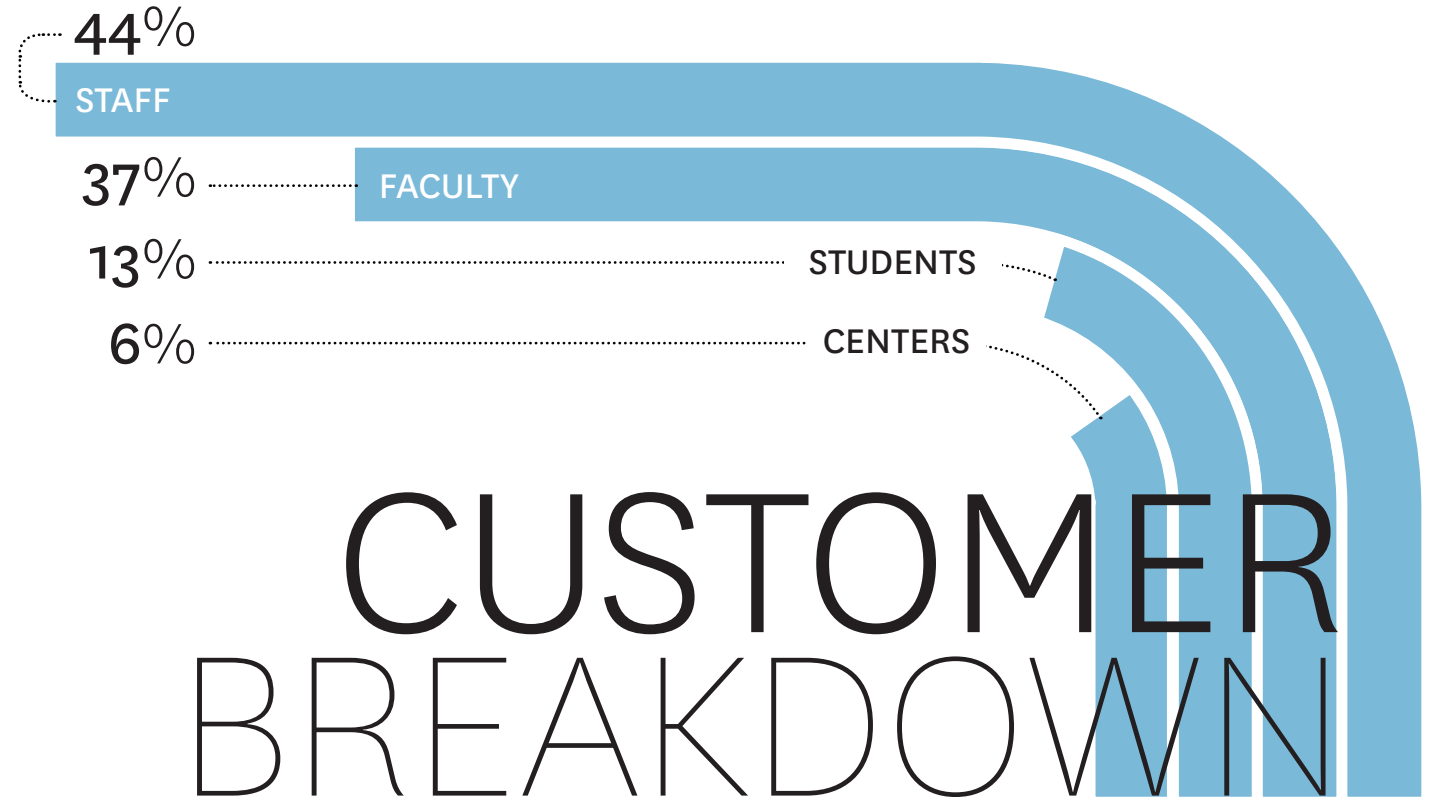 44%
STAFF
37% FACULTY
13% STUDENTS
6% CENTERS
CUSTOMER
BREAKDOWN